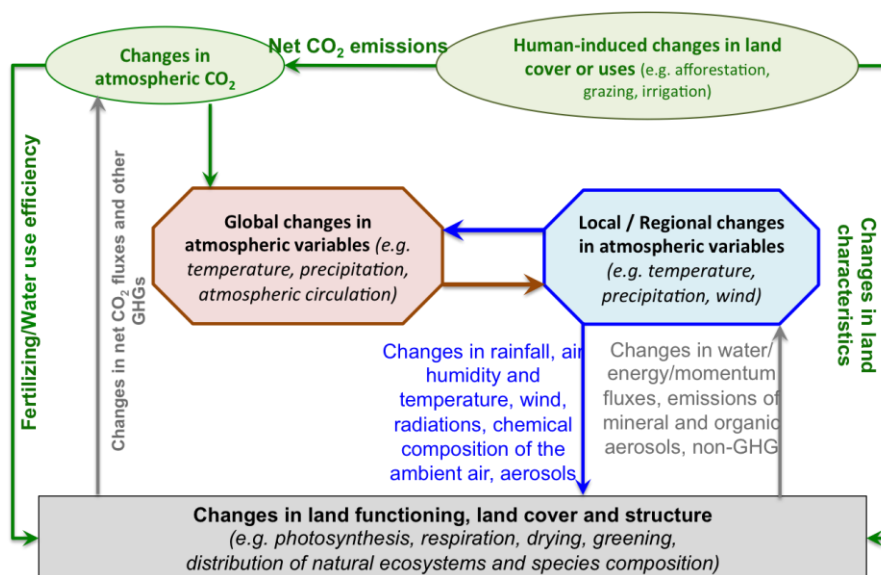 Changes in
atmospheric CO₂
Net CO₂ emissions
Human-induced changes in land
cover or uses (e.g. afforestation,
grazing, irrigation)
Fertilizing/Water use efficiency
Changes in net CO₂ fluxes and other
GHGs
Global changes in
atmospheric variables (e.g.
temperature, precipitation,
atmospheric circulation)
Local / Regional changes
in atmospheric variables
(e.g. temperature,
precipitation, wind)
Changes in land
characteristics
Changes in rainfall, air
humidity and
temperature, wind,
radiations, chemical
composition of the
ambient air, aerosols
Changes in water/
energy/momentum
fluxes, emissions of
mineral and organic
aerosols, non-GHG
Changes in land functioning, land cover and structure
(e.g. photosynthesis, respiration, drying, greening,
distribution of natural ecosystems and species composition)